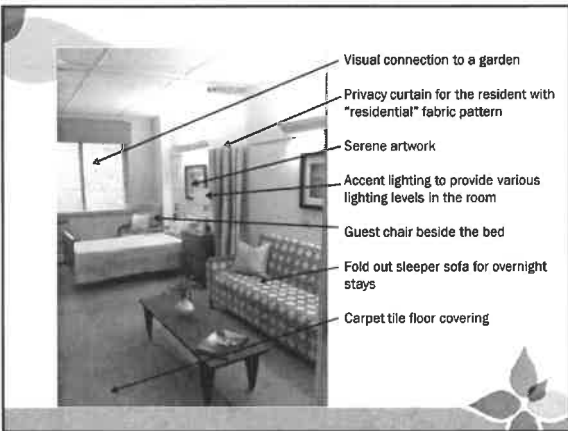 Visual connection to a garden
Privacy curtain for the resident with
"residential" fabric pattern
Serene artwork
Accent lighting to provide various
lighting levels in the room
Guest chair beside the bed
Fold out sleeper sofa for overnight
stays
Carpet tile floor covering